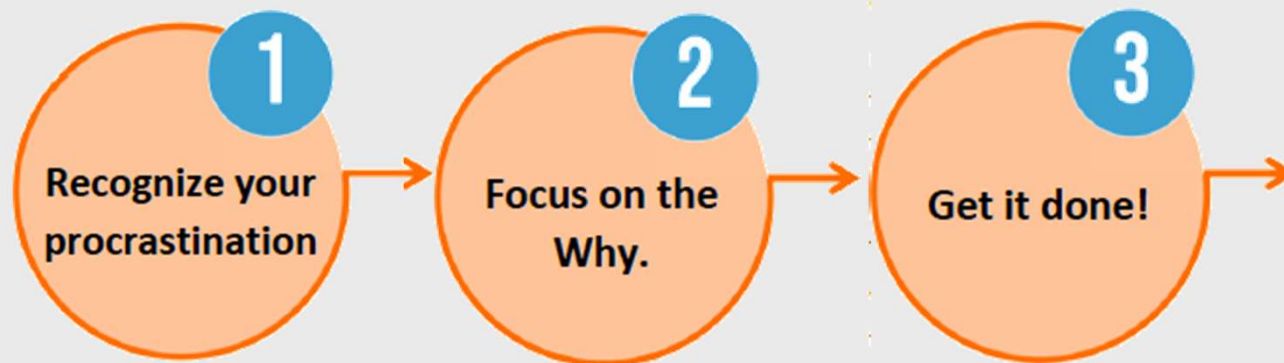 1
Recognize your
procrastination
2
Focus on the
Why.
3
Get it done!